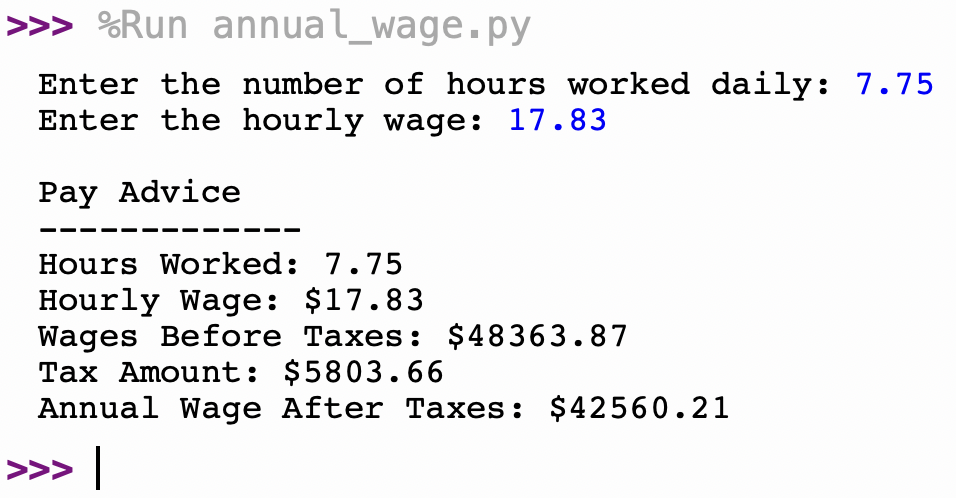 >>> %Run annual_wage.py
Enter the number of hours worked daily: 7.75
Enter the hourly wage: 17.83
Pay Advice
-------------
Hours Worked: 7.75
Hourly Wage: $17.83
Wages Before Taxes: $48363.87
Tax Amount: $5803.66
Annual Wage After Taxes: $42560.21
>>>